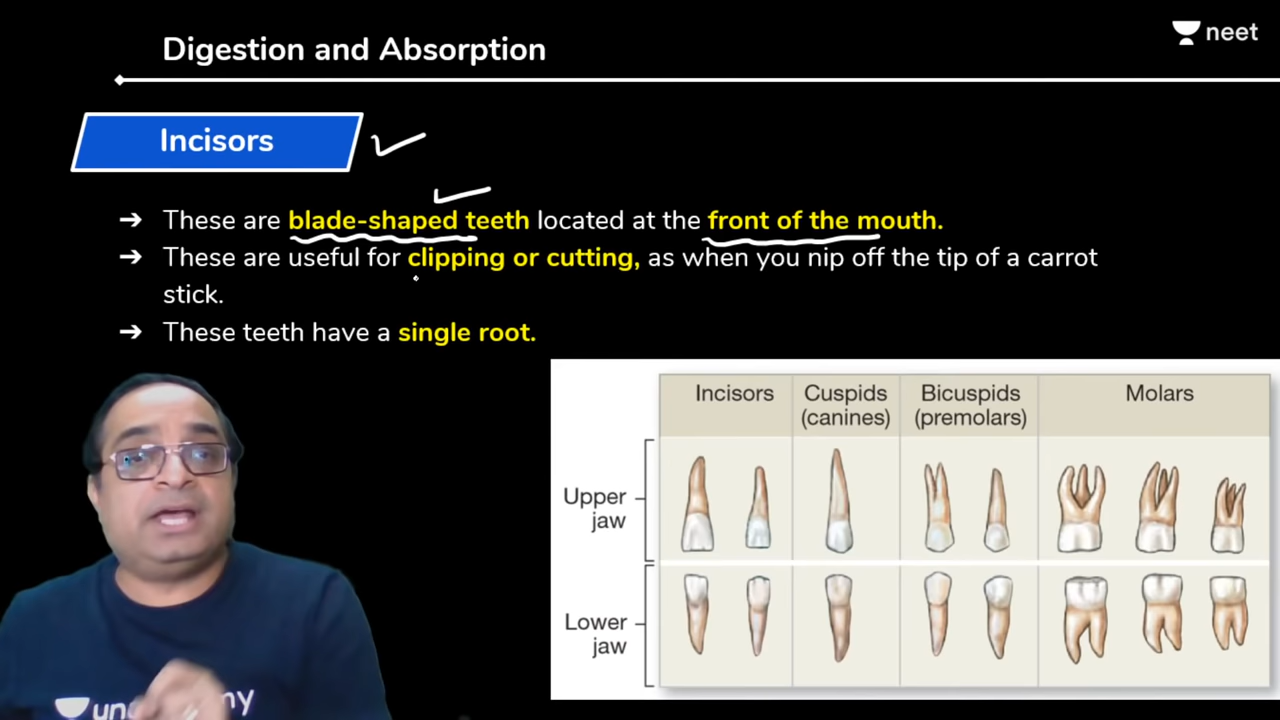 Digestion and Absorption
neet
Incisors
➔ These are blade-shaped teeth located at the front of the mouth.
➔ These are useful for clipping or cutting, as when you nip off the tip of a carrot
stick.
➔ These teeth have a single root.
Incisors Cuspids Bicuspids Molars
(canines) (premolars)
Upper
jaw
Lower
jaw